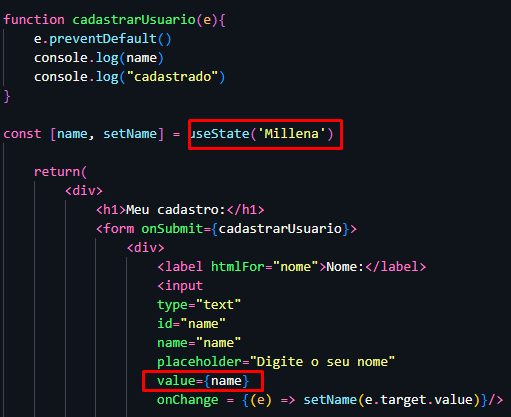 function cadastrarUsuario(e){
e.preventDefault()
console.log(name)
console.log("cadastrado")
}
const [name, setName] = useState('Millena')
return(
<div>
<h1>Meu cadastro:</h1>
<form onSubmit={cadastrarUsuario}>
<div>
<label htmlFor="nome">Nome:</label>
<input
type="text"
id="name"
name="name"
placeholder="Digite o seu nome"
value={name}
onChange = {(e) => setName(e.target.value)}/>